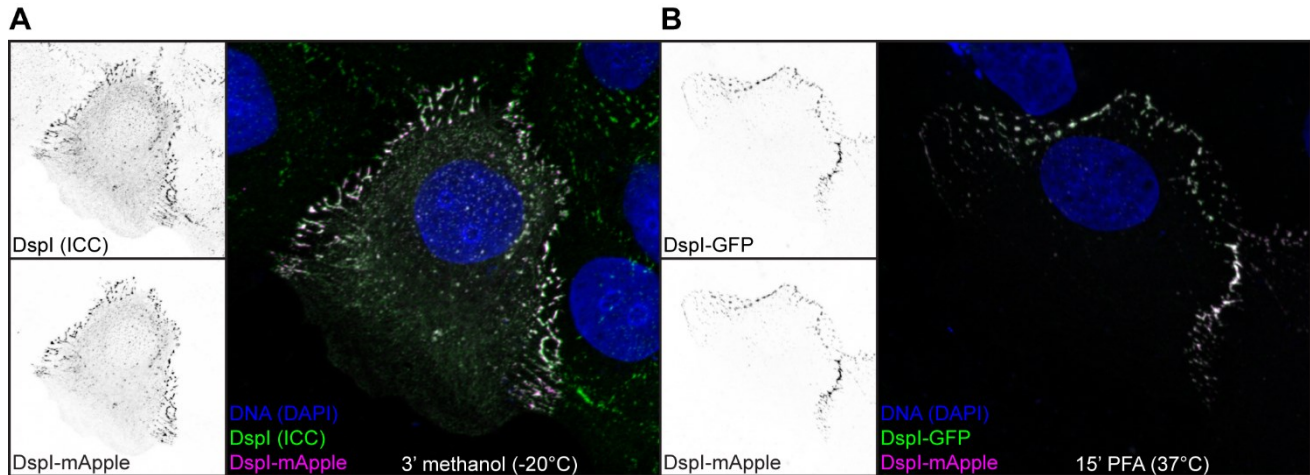 A
B
DspI (ICC)
DspI-mApple
DNA (DAPI)
DspI (ICC)
DspI-mApple
3’ methanol (-20°C)
DspI-GFP
DspI-mApple
DNA (DAPI)
DspI-GFP
DspI-mApple
15’ PFA (37°C)